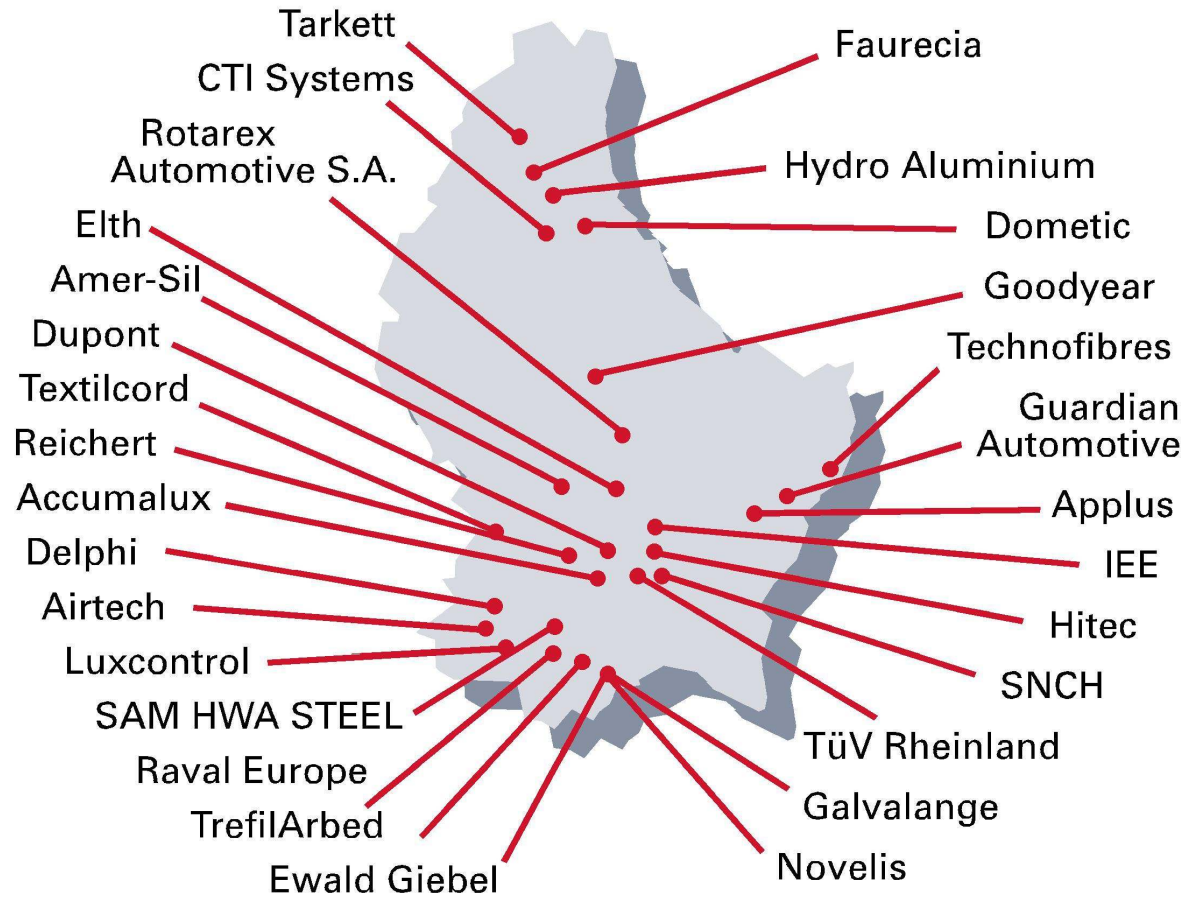 Tarkett
CTI Systems
Rotarex
Automotive S.A.
Elth
Amer-Sil
Dupont
Textilcord
Reichert
Accumalux
Delphi
Airtech
Luxcontrol
SAM HWA STEEL
Raval Europe
TrefilArbed
Ewald Giebel
Faurecia
Hydro Aluminium
Dometic
Goodyear
Technofibres
Guardian
Automotive
Applus
IEE
Hitec
SNCH
TüV Rheinland
Galvalange
Novelis